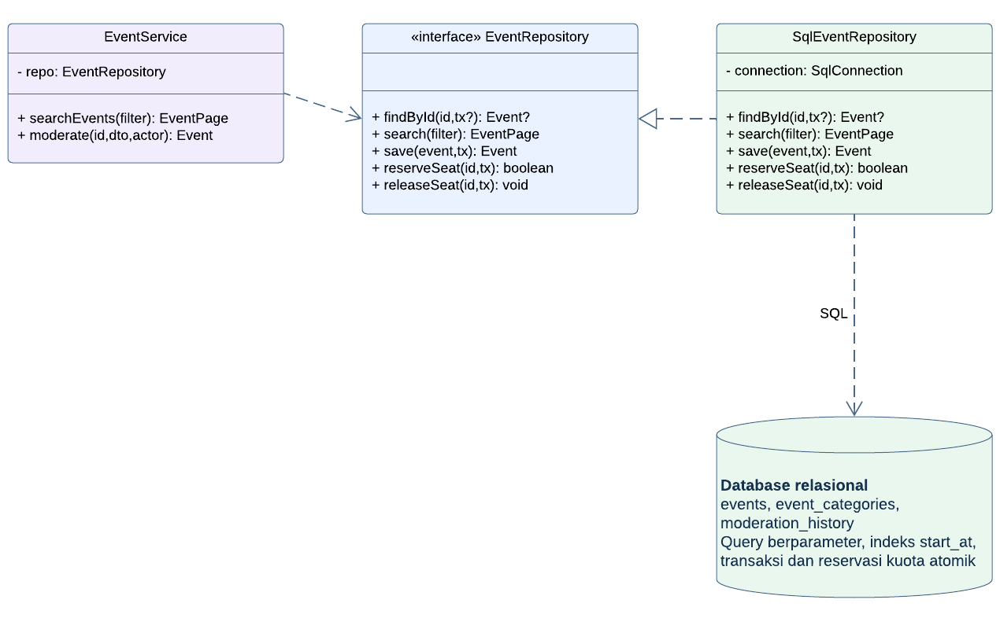 EventService
- repo: EventRepository
+ searchEvents(filter): EventPage
+ moderate(id,dto,actor): Event
«interface» EventRepository
+ findById(id,tx?): Event?
+ search(filter): EventPage
+ save(event,tx): Event
+ reserveSeat(id,tx): boolean
+ releaseSeat(id,tx): void
SqlEventRepository
- connection: SqlConnection
+ findById(id,tx?): Event?
+ search(filter): EventPage
+ save(event,tx): Event
+ reserveSeat(id,tx): boolean
+ releaseSeat(id,tx): void
SQL
Database relasional
events, event_categories,
moderation_history
Query berparameter, indeks start_at,
transaksi dan reservasi kuota atomik